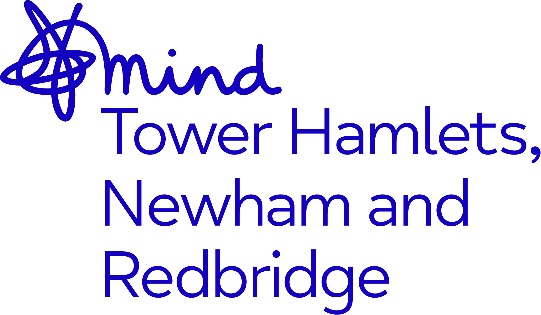 mind
Tower Hamlets,
Newham and
Redbridge